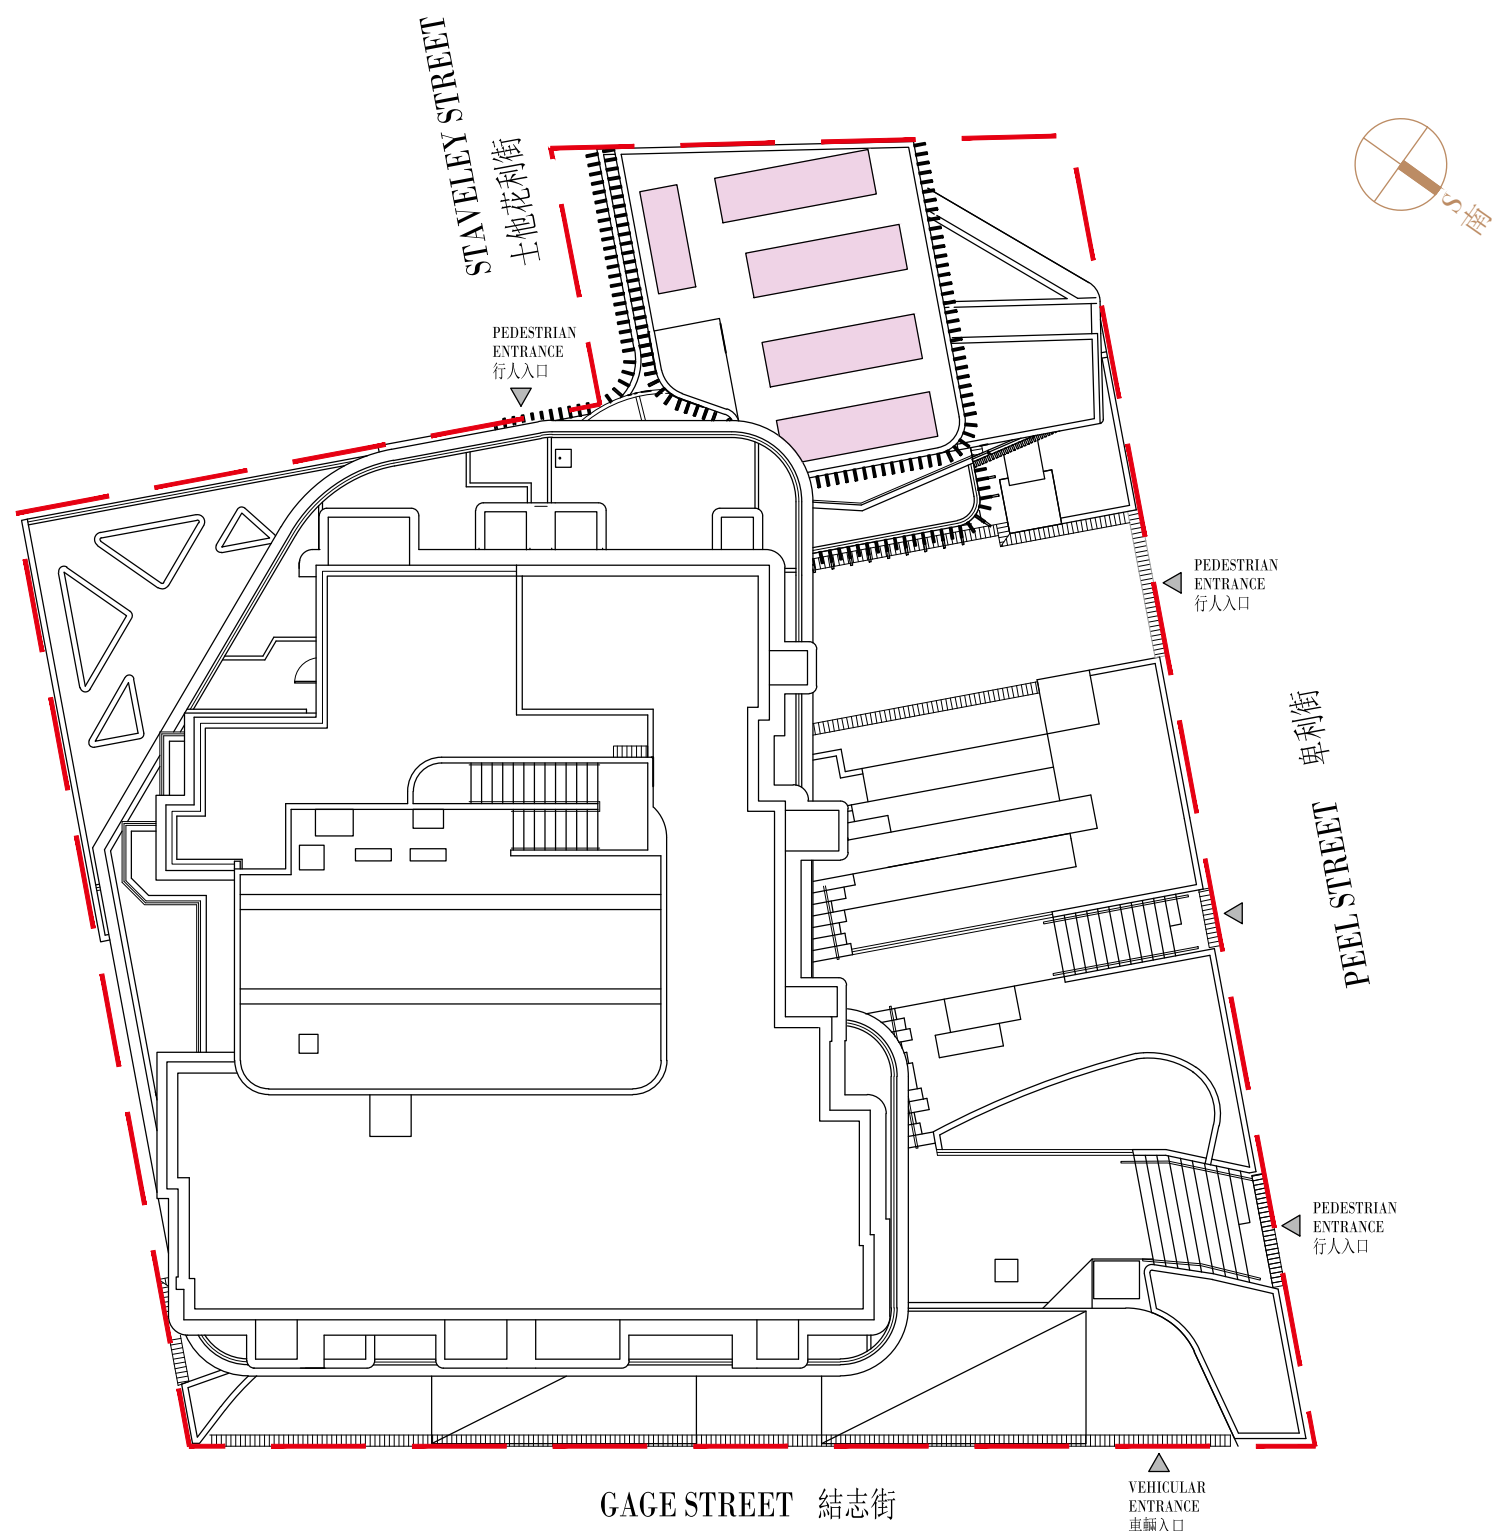 STAVELEY STREET
士他花利街
S南
PEDESTRIAN
ENTRANCE
行人入口
PEDESTRIAN
ENTRANCE
行人入口
PEEL STREET 卑利街
PEDESTRIAN
ENTRANCE
行人入口
GAGE STREET 結志街
VEHICULAR
ENTRANCE
車輛入口